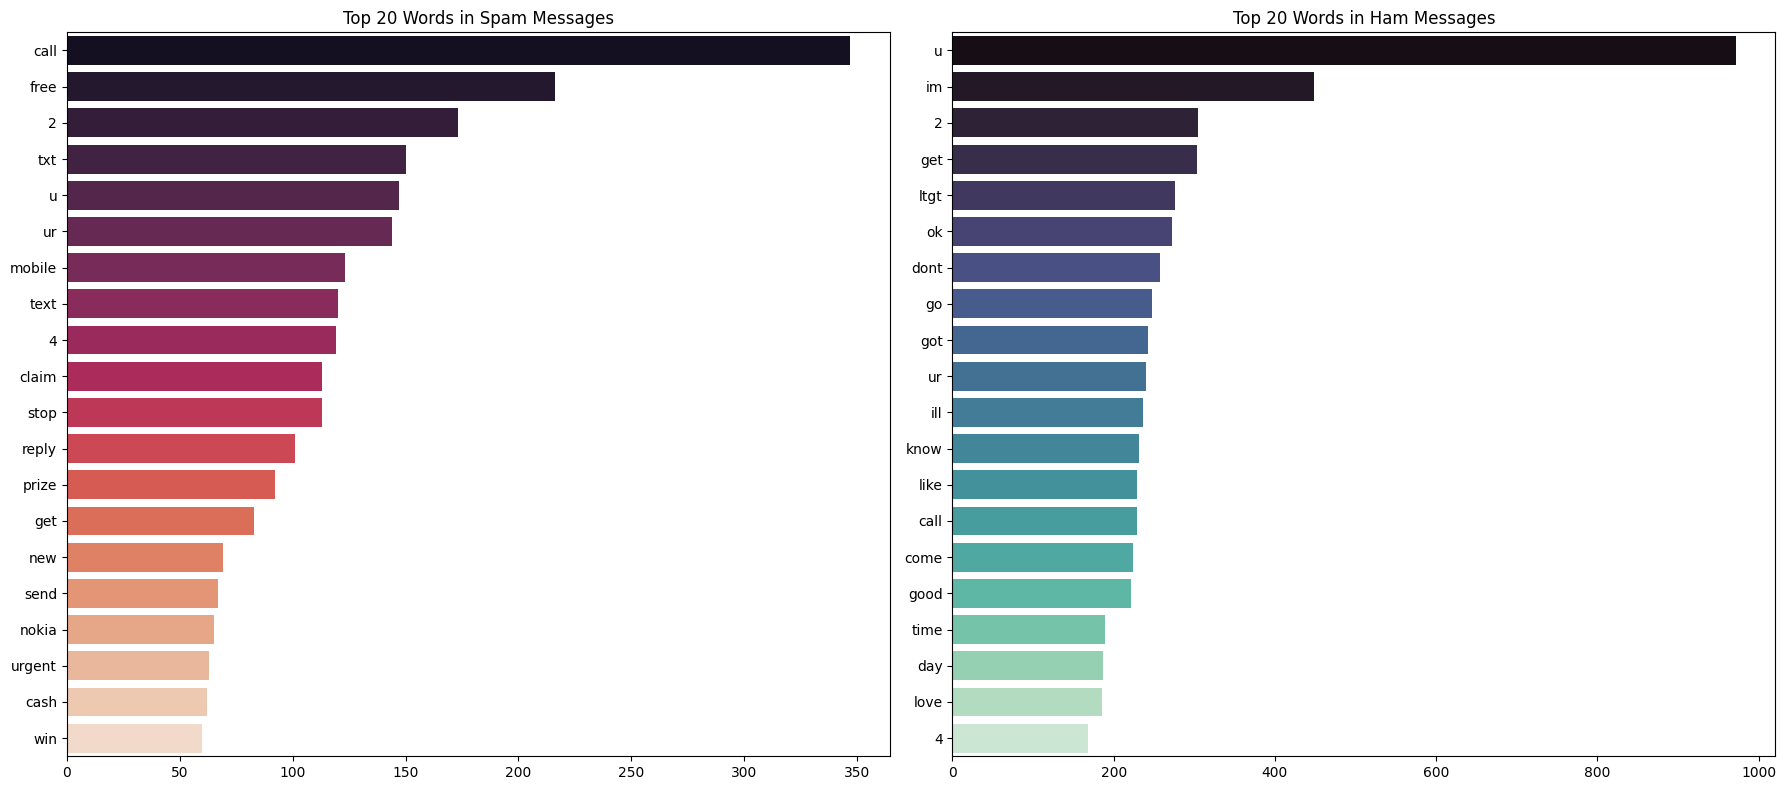 Top 20 Words in Spam Messages
call
free
2
txt
u
ur
mobile
text
4
claim
stop
reply
prize
get
new
send
nokia
urgent
cash
win
0 50 100 150 200 250 300 350
Top 20 Words in Ham Messages
u
im
2
get
ltgt
ok
dont
go
got
ur
ill
know
like
call
come
good
time
day
love
4
0 200 400 600 800 1000